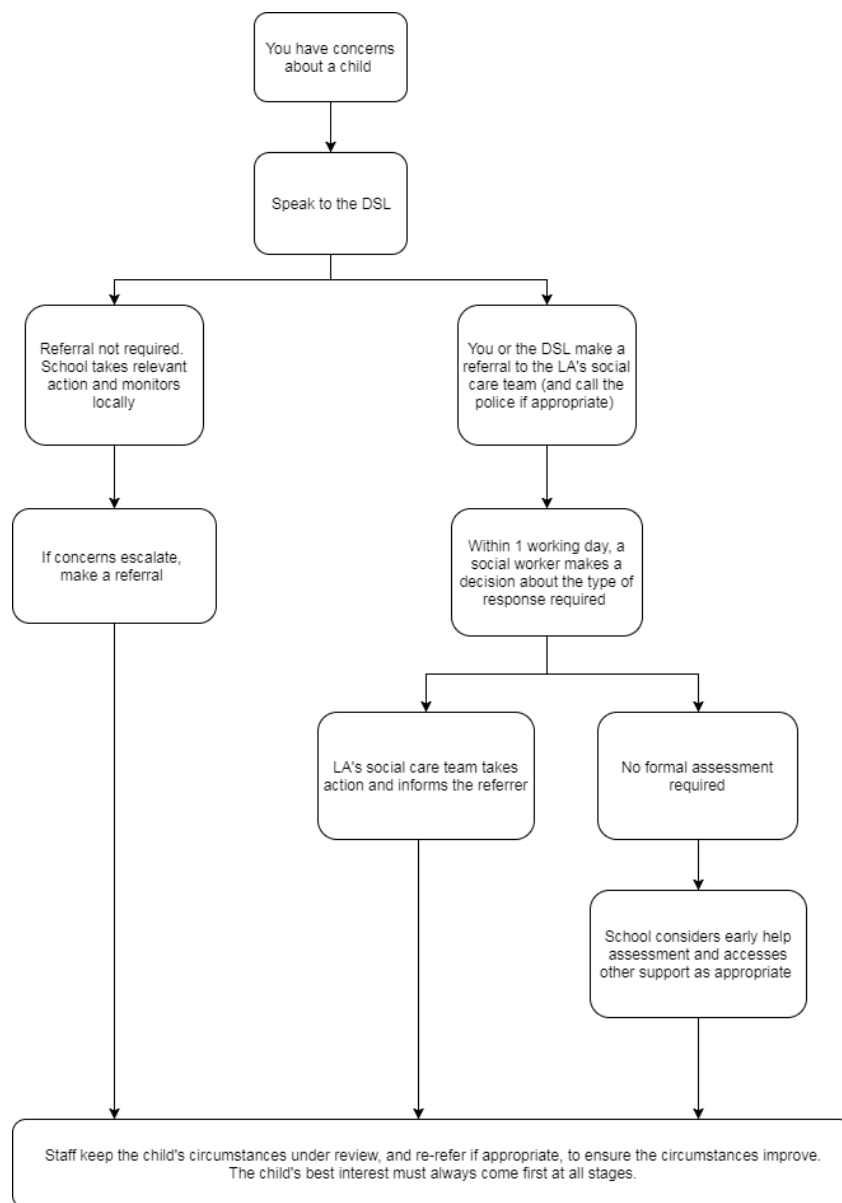 You have concerns
about a child
Speak to the DSL
Referral not required.
School takes relevant
action and monitors
locally
You or the DSL make a
referral to the LA's social
care team (and call the
police if appropriate)
If concerns escalate,
make a referral
Within 1 working day, a
social worker makes a
decision about the type of
response required
LA's social care team takes
action and informs the referrer
No formal assessment
required
School considers early help
assessment and accesses
other support as appropriate
Staff keep the child's circumstances under review, and re-refer if appropriate, to ensure the circumstances improve.
The child's best interest must always come first at all stages.